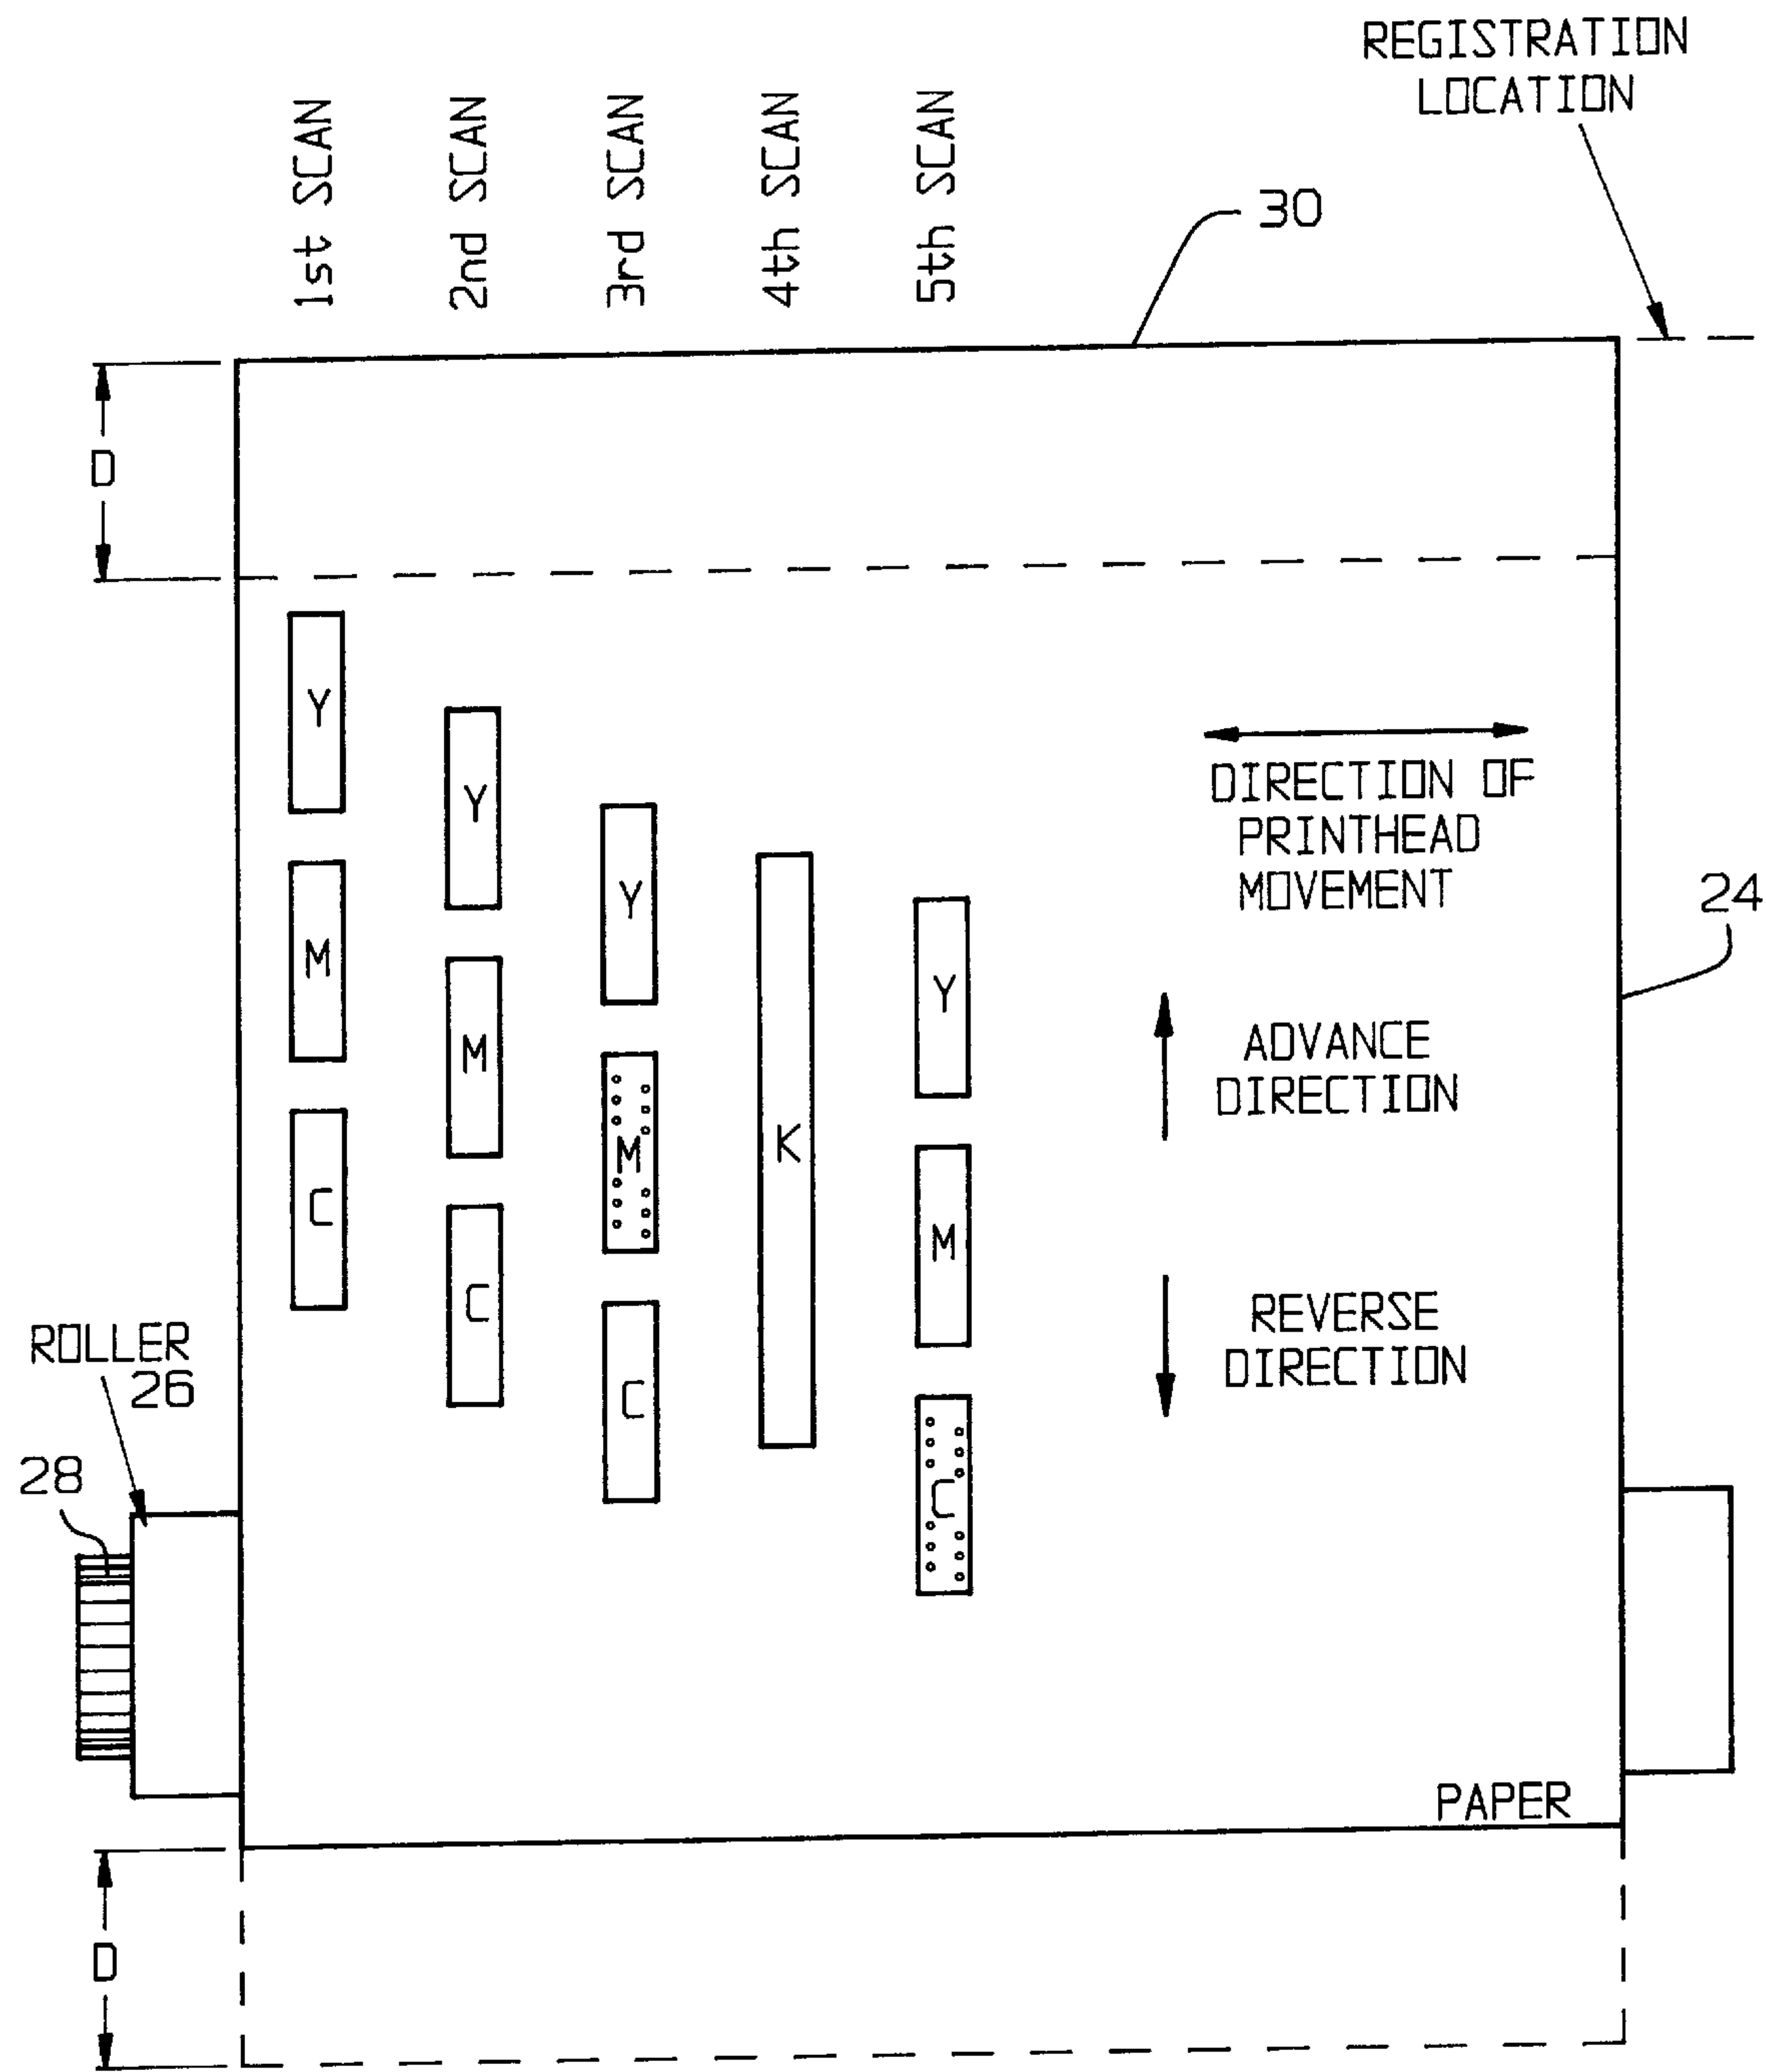 REGISTRATION
LOCATION
1st SCAN
2nd SCAN
3rd SCAN
4th SCAN
5th SCAN
30
D
Y
M
C
Y
M
C
Y
M
C
K
Y
M
C
DIRECTION OF
PRINTHEAD
MOVEMENT
24
ADVANCE
DIRECTION
REVERSE
DIRECTION
ROLLER
26
28
PAPER
D